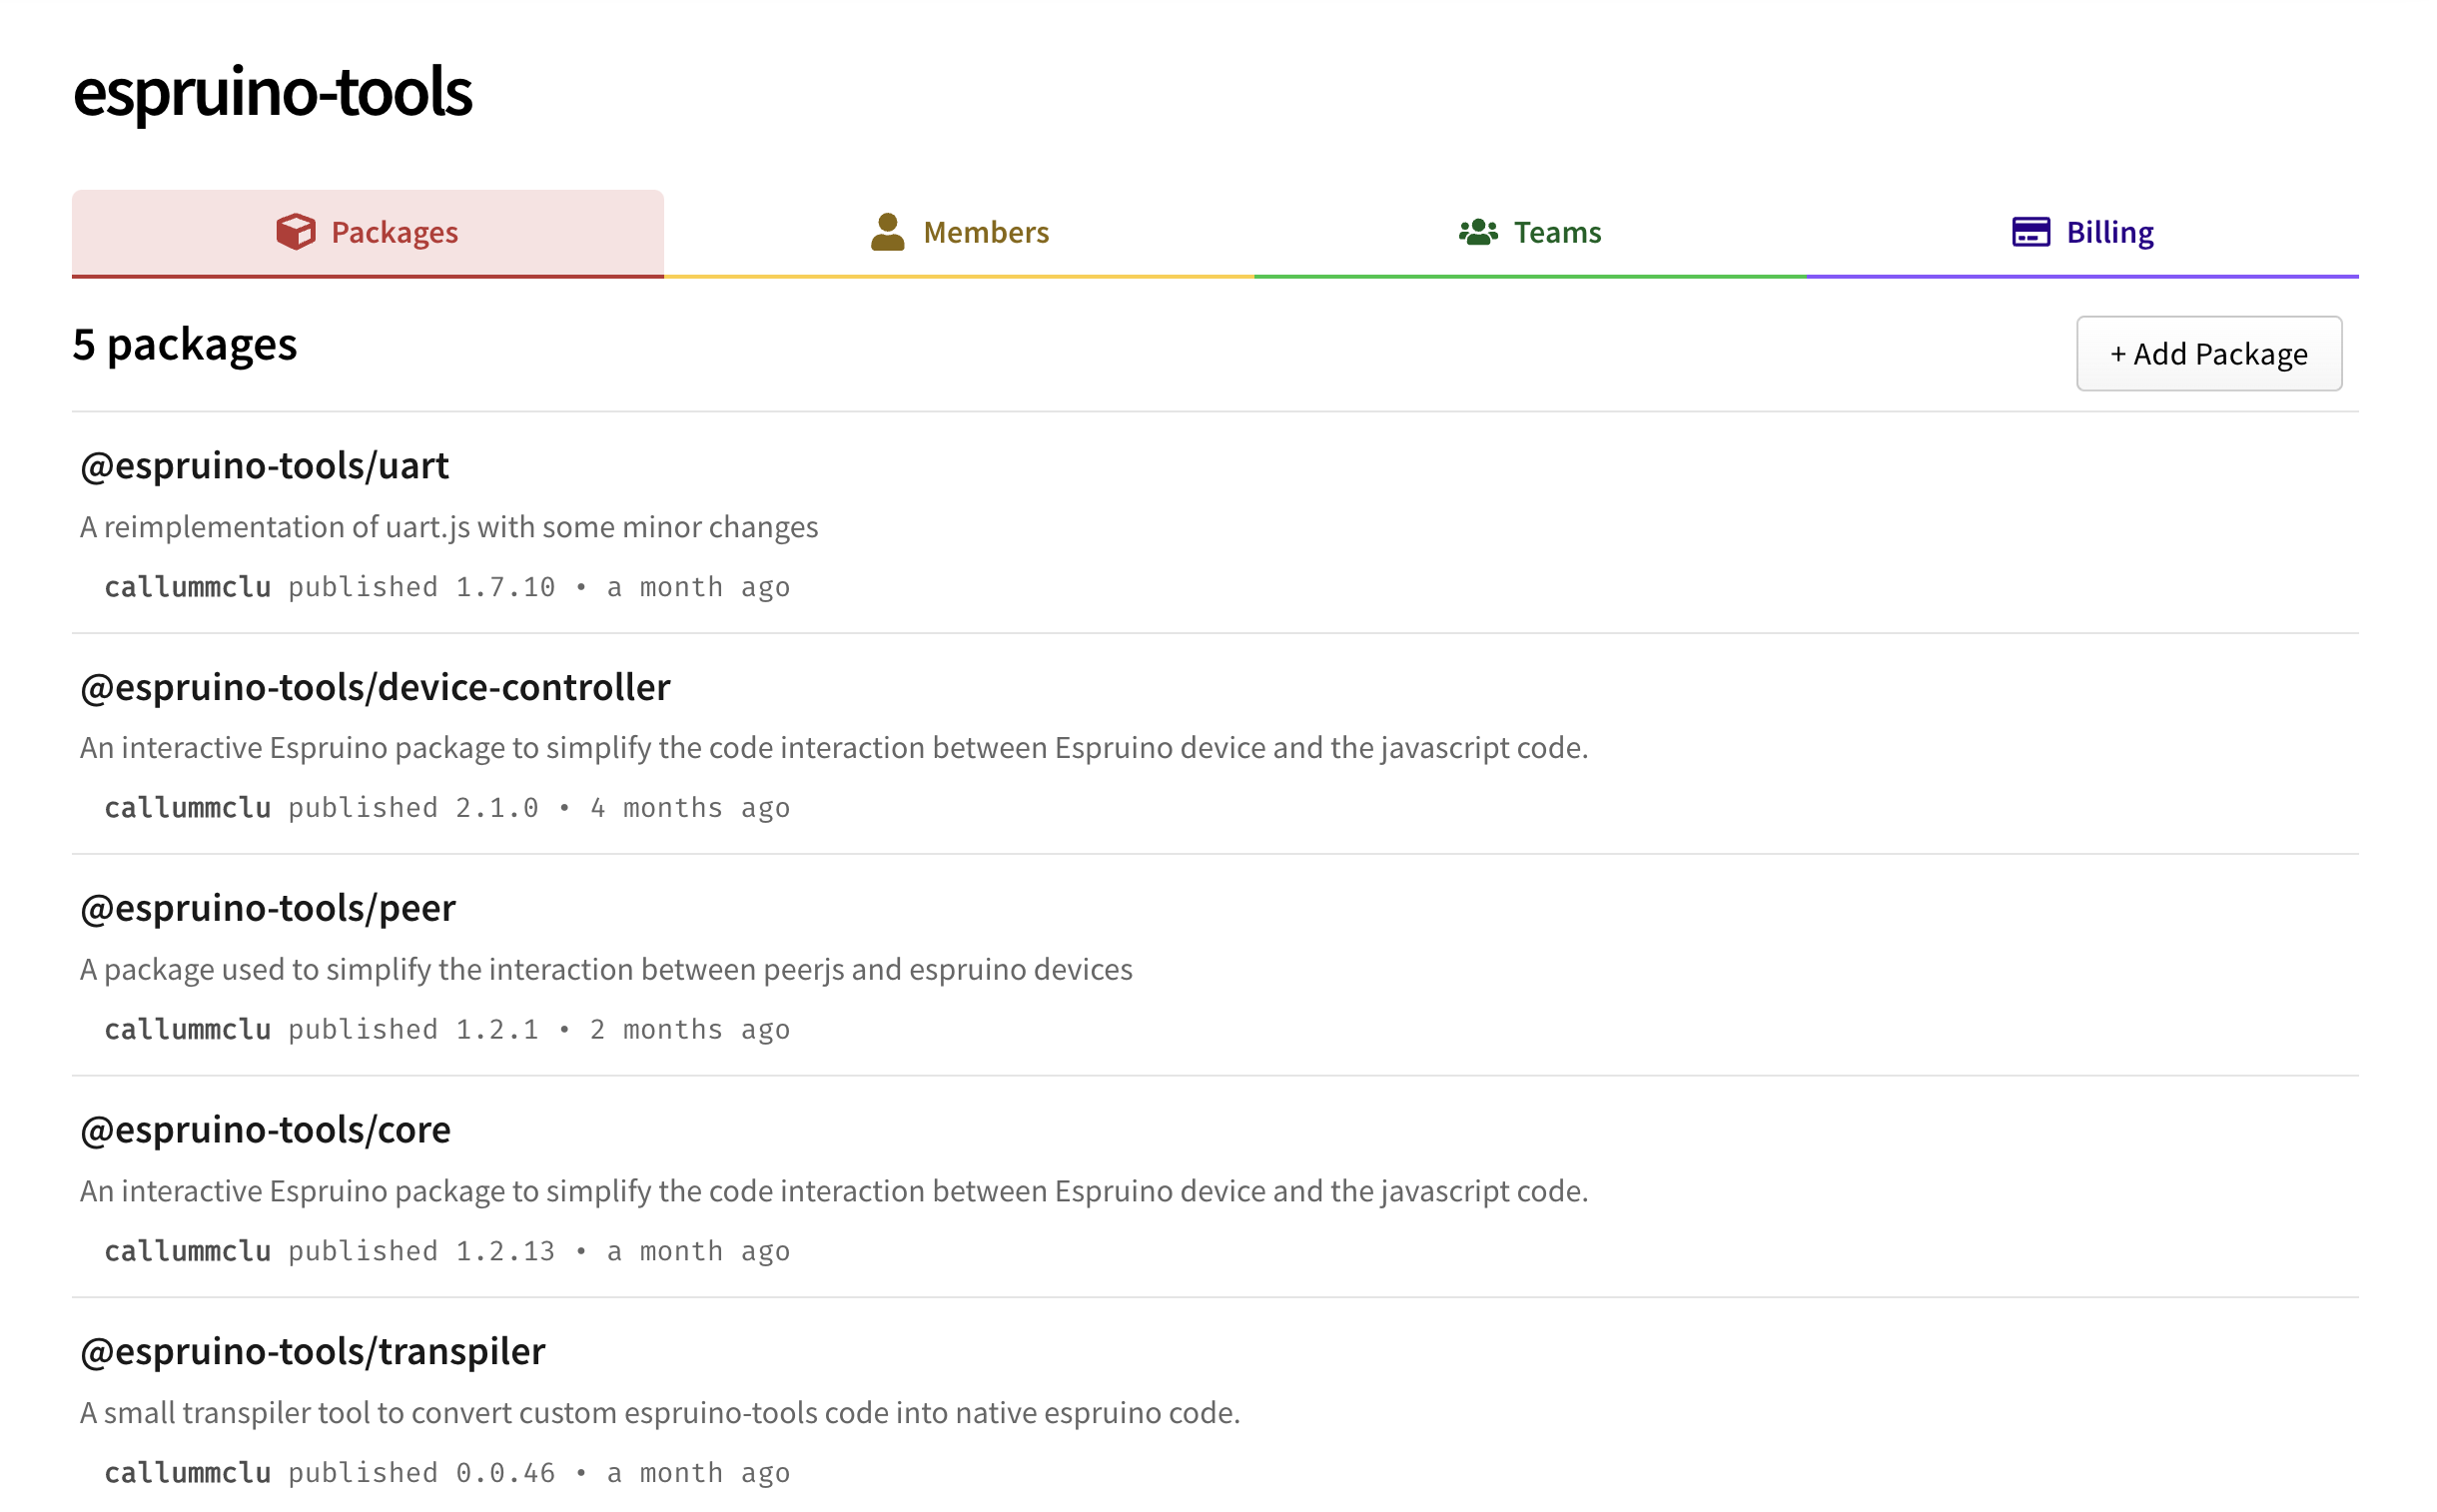 espruino-tools
Packages
Members
Teams
Billing
5 packages
+ Add Package
@espruino-tools/uart
A reimplementation of uart.js with some minor changes
callummclu published 1.7.10 • a month ago
@espruino-tools/device-controller
An interactive Espruino package to simplify the code interaction between Espruino device and the javascript code.
callummclu published 2.1.0 • 4 months ago
@espruino-tools/peer
A package used to simplify the interaction between peerjs and espruino devices
callummclu published 1.2.1 • 2 months ago
@espruino-tools/core
An interactive Espruino package to simplify the code interaction between Espruino device and the javascript code.
callummclu published 1.2.13 • a month ago
@espruino-tools/transpiler
A small transpiler tool to convert custom espruino-tools code into native espruino code.
callummclu published 0.0.46 • a month ago